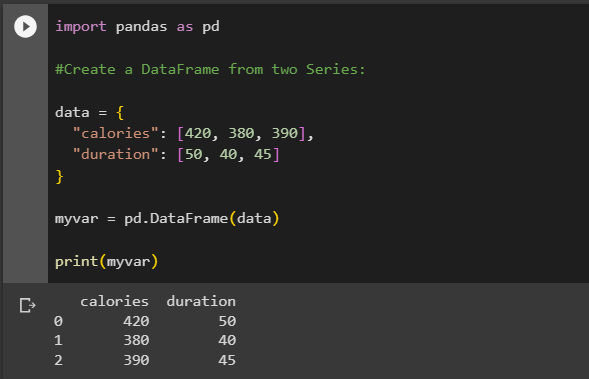 import pandas as pd
#Create a DataFrame from two Series:
data = {
  "calories": [420, 380, 390],
  "duration": [50, 40, 45]
}
myvar = pd.DataFrame(data)
print(myvar)
   calories  duration
0       420        50
1       380        40
2       390        45